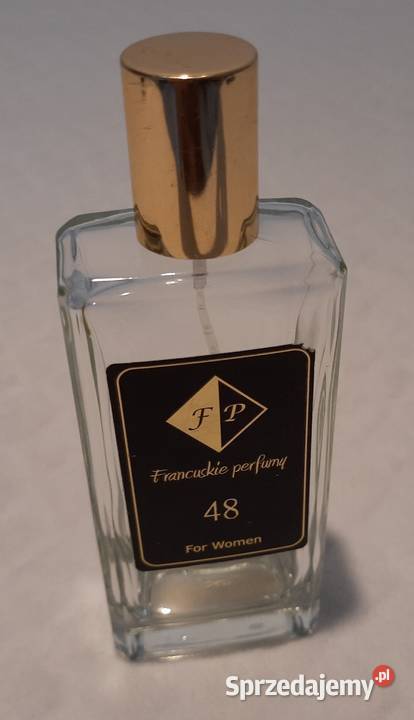 F P
Francuskie perfumy
48
For Women
Sprzedajemy.pl